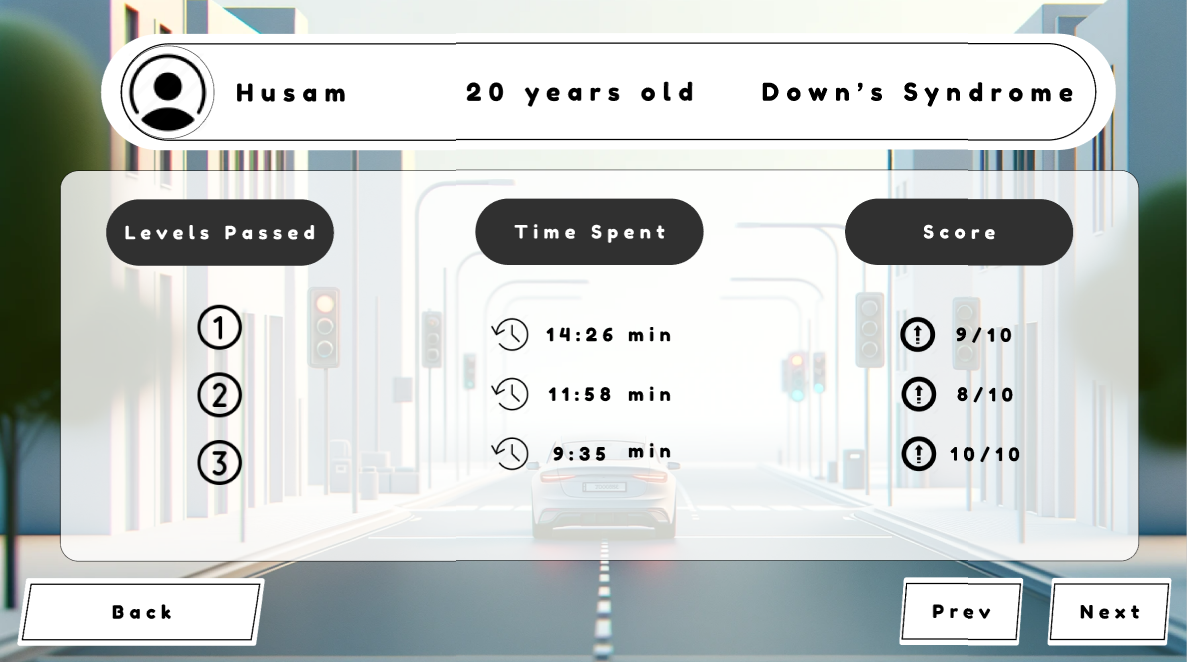 Husam 20 years old Down’s Syndrome
Levels Passed Time Spent Score
1 14:26 min 9/10
2 11:58 min 8/10
3 9:35 min 10/10
Back Prev Next